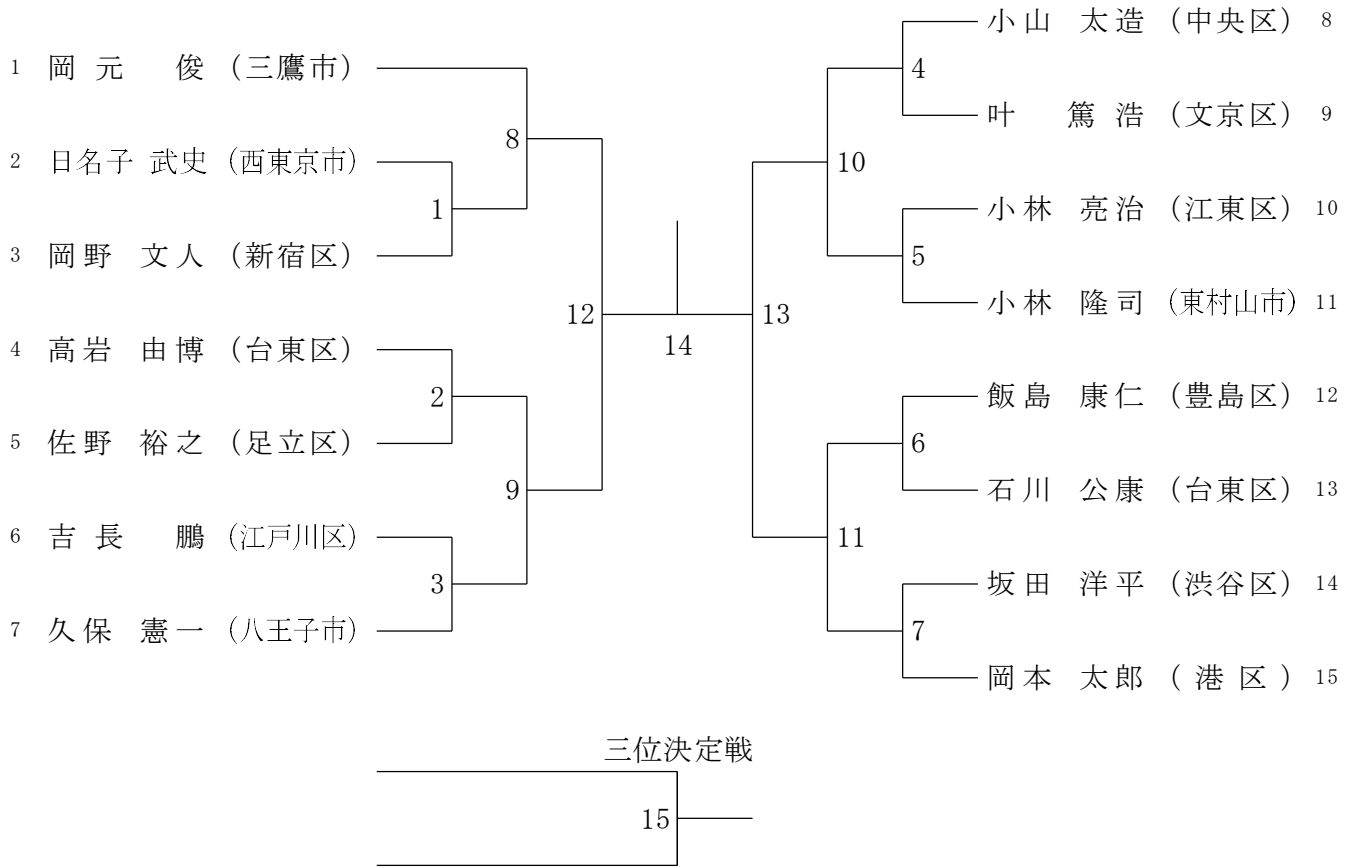 1 岡元 俊 (三鷹市)
2 日名子 武史 (西東京市)
3 岡野 文人 (新宿区)
4 高岩 由博 (台東区)
5 佐野 裕之 (足立区)
6 吉長 鵬 (江戸川区)
7 久保 憲一 (八王子市)
8
1
2
9
3
12
14
13
10
4
5
11
6
7
小山 太造 (中央区) 8
叶 篤浩 (文京区) 9
小林 亮治 (江東区) 10
小林 隆司 (東村山市) 11
飯島 康仁 (豊島区) 12
石川 公康 (台東区) 13
坂田 洋平 (渋谷区) 14
岡本 太郎 (港区) 15
三位決定戦
15